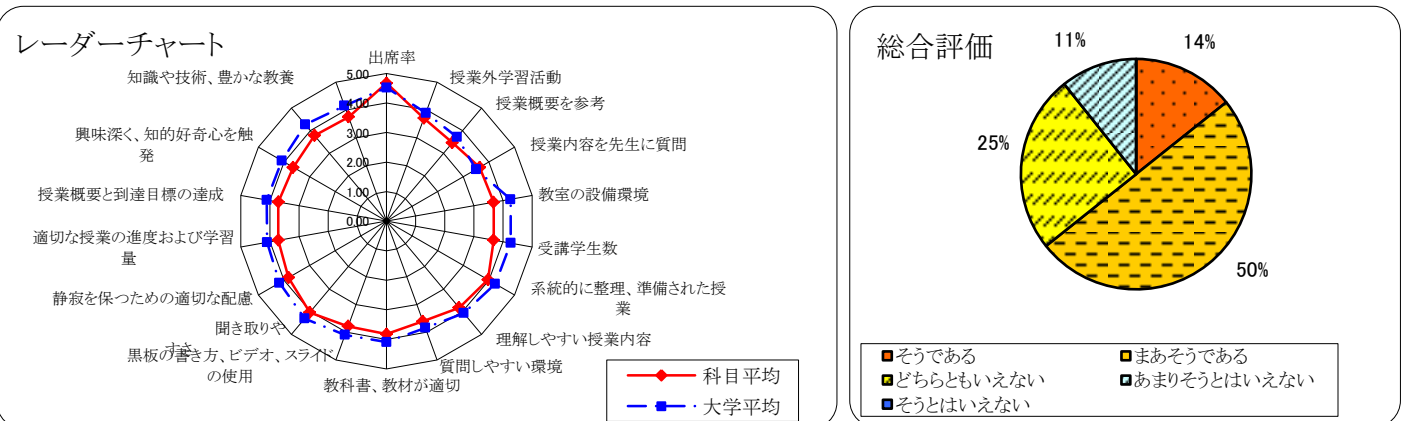 レーダーチャート
出席率
授業外学習活動
授業概要を参考
授業内容を先生に質問
教室の設備環境
受講学生数
系統的に整理、準備された授
業
理解しやすい授業内容
質問しやすい環境
教科書、教材が適切
黒板の書き方、ビデオ、スライド
の使用
聞き取りや
すさ
静寂を保つための適切な配慮
適切な授業の進度および学習
量
授業概要と到達目標の達成
興味深く、知的好奇心を触
発
知識や技術、豊かな教養
5.00
4.00
3.00
2.00
1.00
0.00
科目平均
大学平均
総合評価
14%
50%
25%
11%
そうである
まあそうである
どちらともいえない
あまりそうとはいえない
そうとはいえない